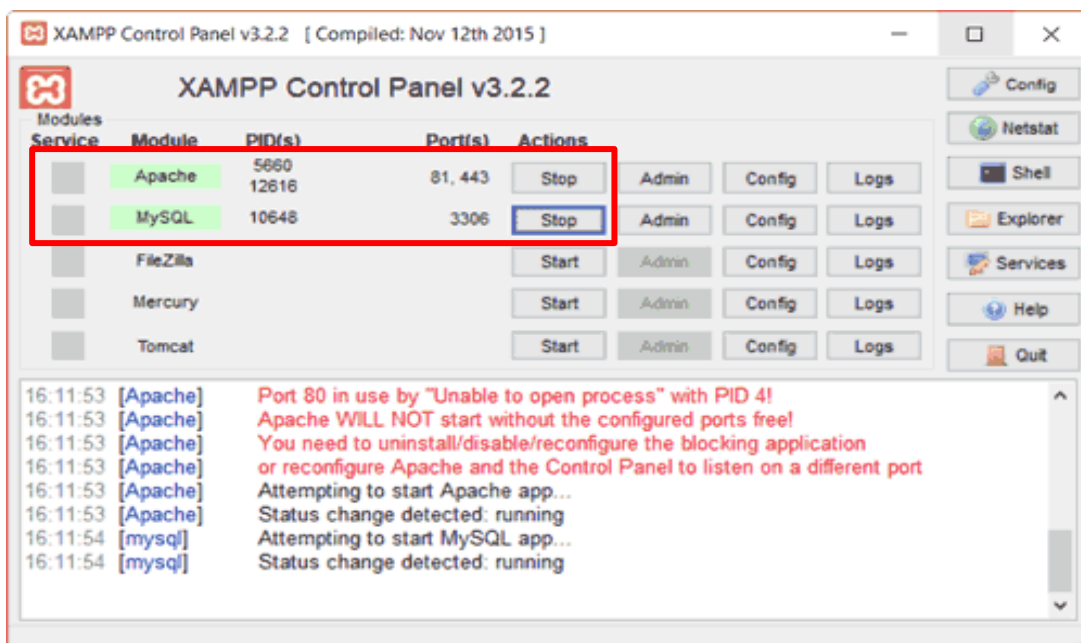 XAMPP Control Panel v3.2.2 [ Compiled: Nov 12th 2015 ]
XAMPP Control Panel v3.2.2
Config
Modules
Netstat
Service Module PID(s) Port(s) Actions
Apache 5660 12616 81, 443 Stop Admin Config Logs
Shell
MySQL 10648 3306 Stop Admin Config Logs
Explorer
FileZilla Start Admin Config Logs
Services
Mercury Start Admin Config Logs
Help
Tomcat Start Admin Config Logs
Quit
16:11:53 [Apache] Port 80 in use by "Unable to open process" with PID 4!
16:11:53 [Apache] Apache WILL NOT start without the configured ports free!
16:11:53 [Apache] You need to uninstall/disable/reconfigure the blocking application
16:11:53 [Apache] or reconfigure Apache and the Control Panel to listen on a different port
16:11:53 [Apache] Attempting to start Apache app...
16:11:53 [Apache] Status change detected: running
16:11:54 [mysql] Attempting to start MySQL app...
16:11:54 [mysql] Status change detected: running